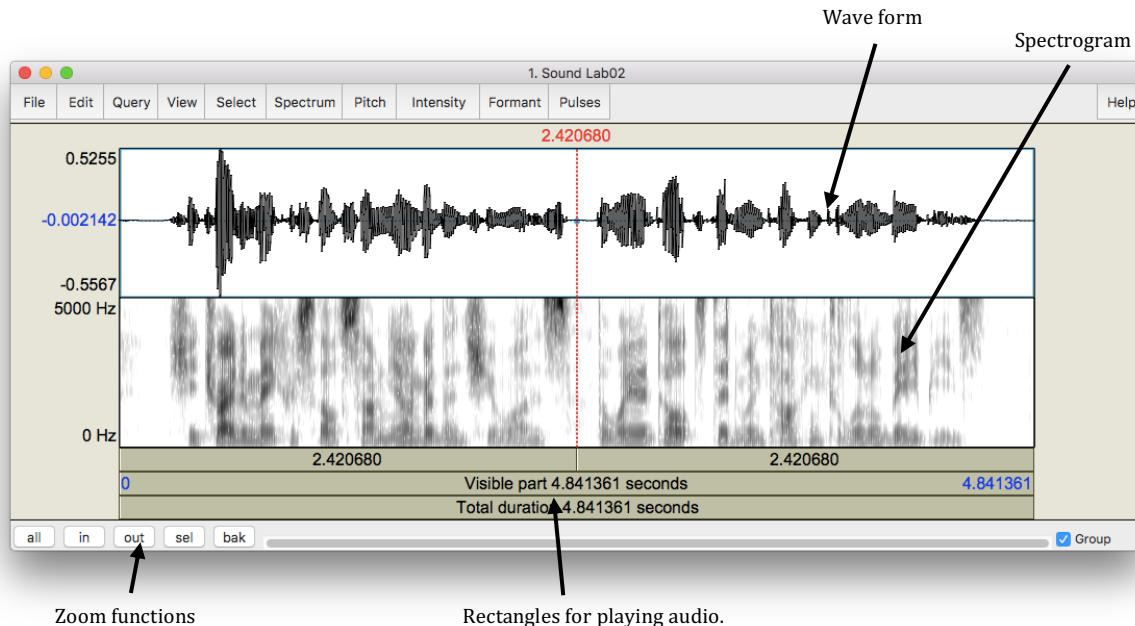 Wave form
Spectrogram
1. Sound Lab02
File Edit Query View Select Spectrum Pitch Intensity Formant Pulses Help
2.420680
0.5255
-0.002142
-0.5567
5000 Hz
0 Hz
2.420680 2.420680
0 Visible part 4.841361 seconds 4.841361
Total duration 4.841361 seconds
all in out sel bak Group
Zoom functions Rectangles for playing audio.